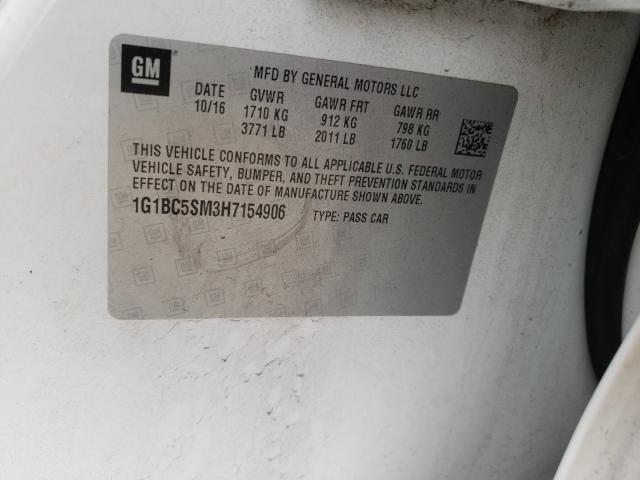 GM
MFD BY GENERAL MOTORS LLC
DATE GVWR GAWR FRT GAWR RR
10/16 1710 KG 912 KG 798 KG
3771 LB 2011 LB 1760 LB
THIS VEHICLE CONFORMS TO ALL APPLICABLE U.S. FEDERAL MOTOR
VEHICLE SAFETY, BUMPER, AND THEFT PREVENTION STANDARDS IN
EFFECT ON THE DATE OF MANUFACTURE SHOWN ABOVE.
1G1BC5SM3H7154906 TYPE: PASS CAR